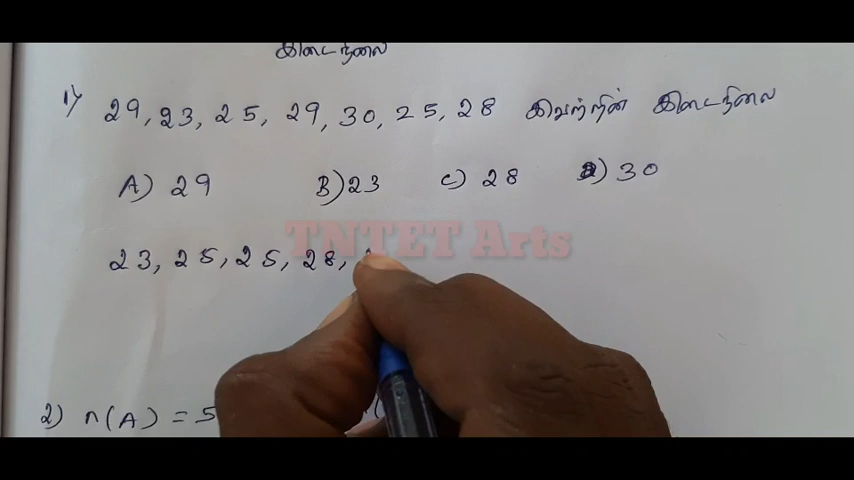 இடைநிலை
1) 29, 23, 25, 29, 30, 25, 28 இவற்றின் இடைநிலை
A) 29 B) 23 C) 28 D) 30
TNTET Arts
23, 25, 25, 28,
2) n(A) = 5